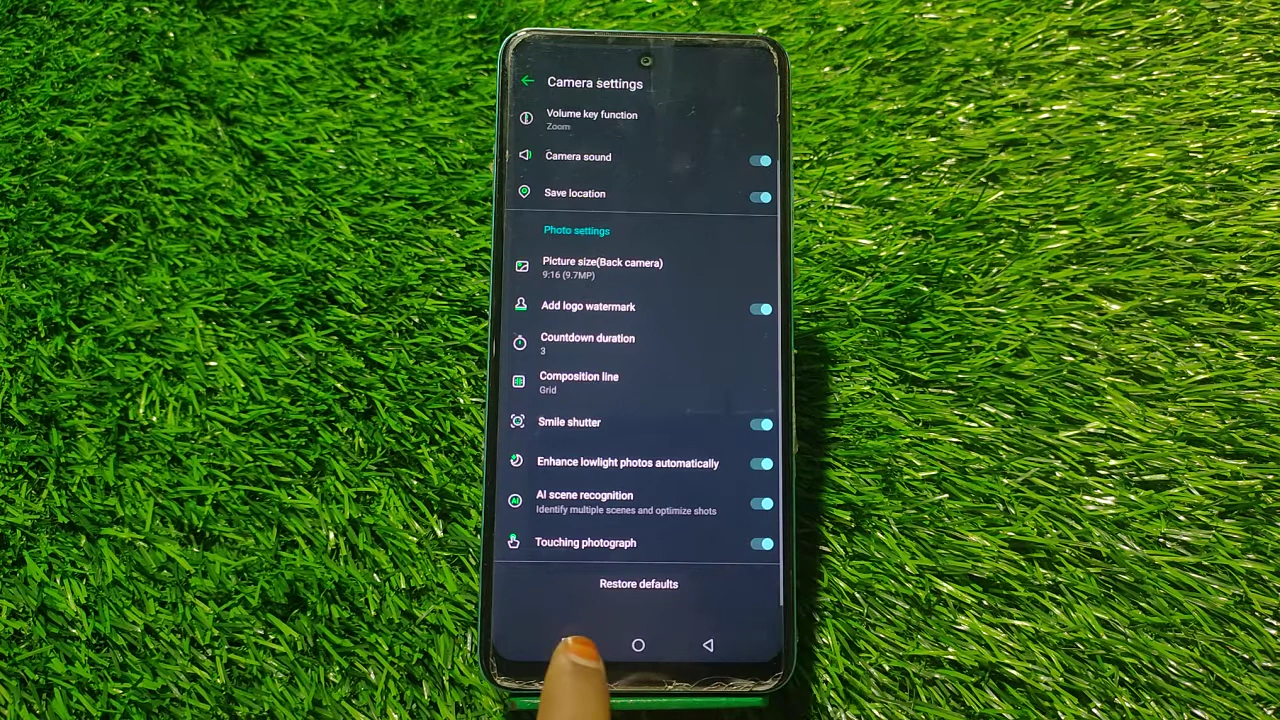 Camera settings
Volume key function
Zoom
Camera sound
Save location
Photo settings
Picture size(Back camera)
9:16 (9.7MP)
Add logo watermark
Countdown duration
3
Composition line
Grid
Smile shutter
Enhance lowlight photos automatically
AI
AI scene recognition
Identify multiple scenes and optimize shots
Touching photograph
Restore defaults